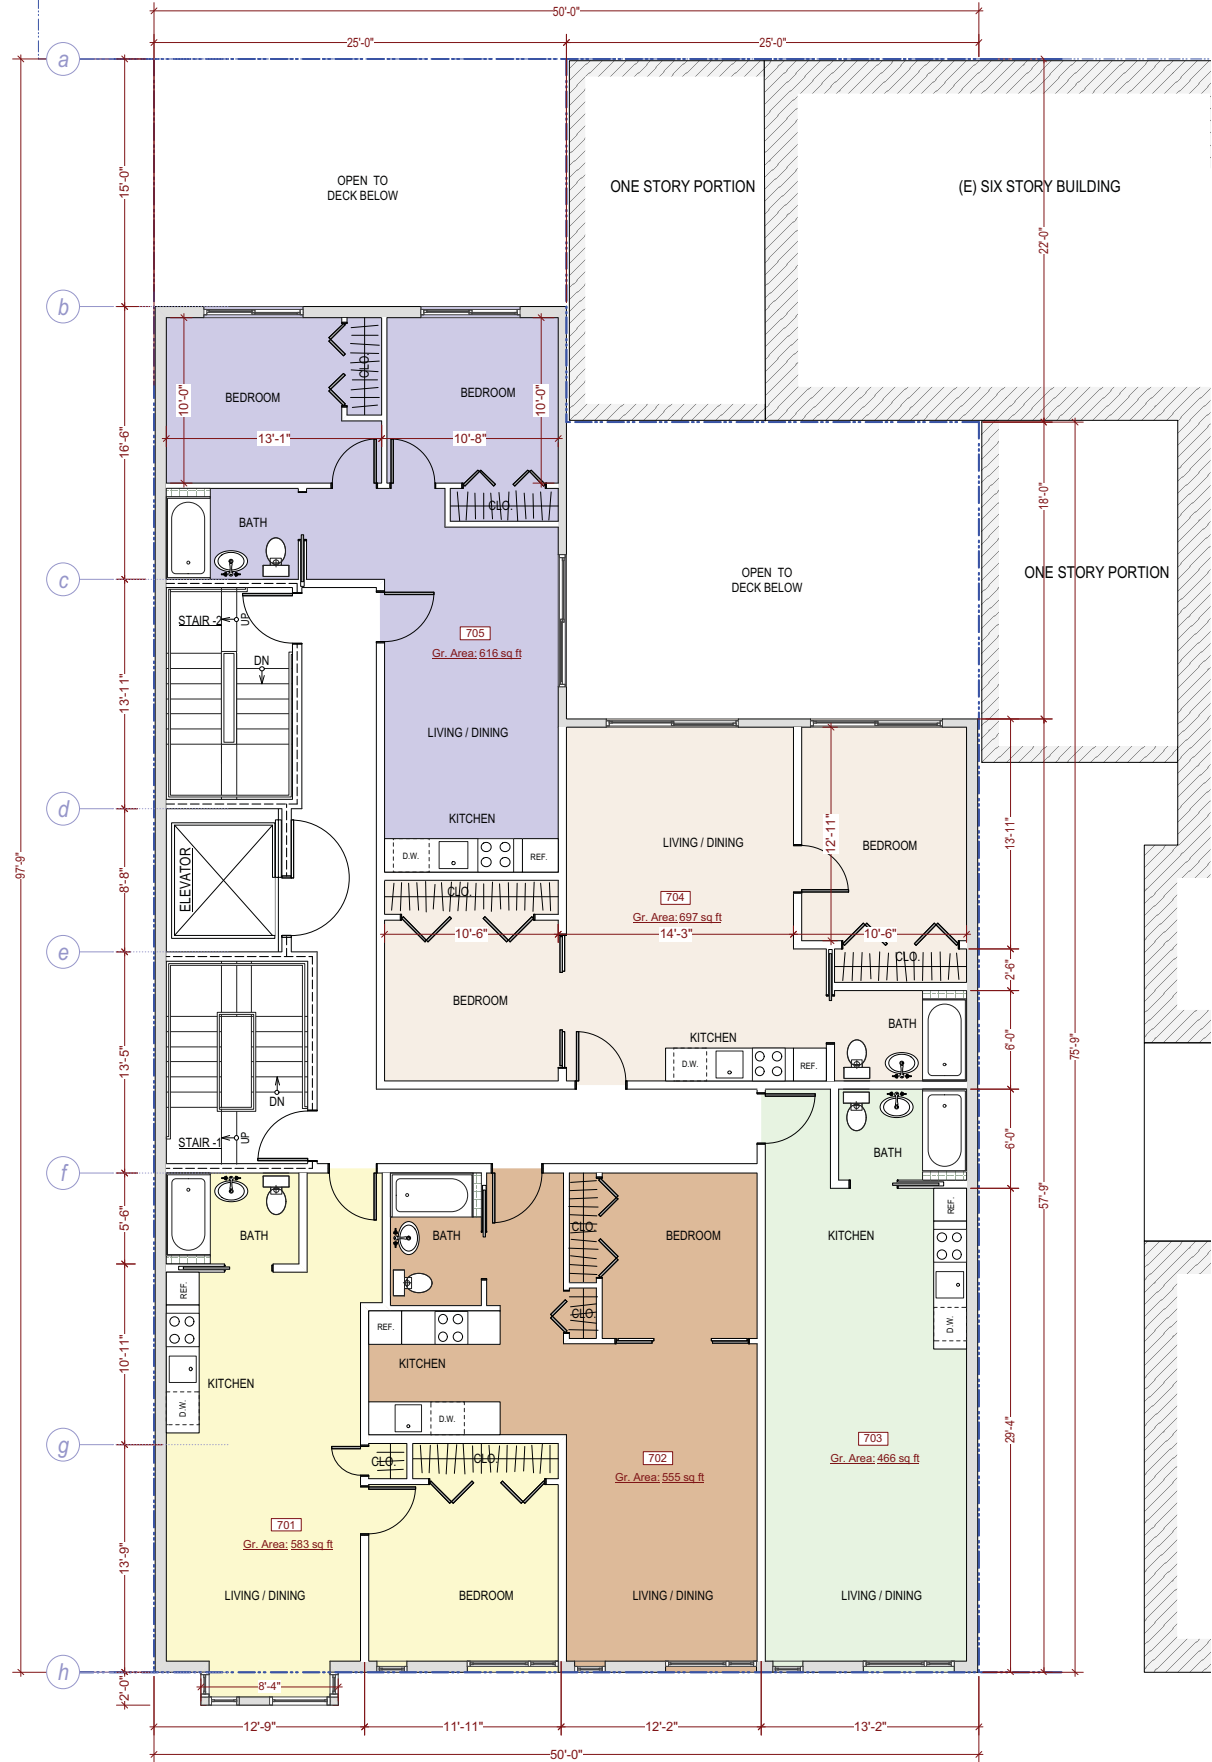 50'-0"
25'-0"
25'-0"
a
15'-0"
OPEN TO
DECK BELOW
ONE STORY PORTION
(E) SIX STORY BUILDING
22'-0"
b
BEDROOM
10'-0"
CLO.
13'-1"
BEDROOM
10'-0"
10'-8"
16'-6"
CLO.
BATH
18'-0"
c
OPEN TO
DECK BELOW
ONE STORY PORTION
STAIR -2
UP
DN
705
Gr. Area: 616 sq ft
13'-11"
LIVING / DINING
d
KITCHEN
D.W.
REF.
LIVING / DINING
12'-11"
BEDROOM
13'-11"
97'-9"
8'-8"
ELEVATOR
CLO.
704
Gr. Area: 697 sq ft
10'-6"
14'-3"
10'-6"
e
CLO.
2'-6"
BEDROOM
BATH
KITCHEN
D.W.
REF.
6'-0"
75'-9"
13'-5"
DN
STAIR -1
UP
6'-0"
BATH
f
57'-9"
5'-6"
BATH
BATH
CLO.
BEDROOM
KITCHEN
REF.
REF.
CLO.
REF.
D.W.
10'-11"
KITCHEN
KITCHEN
D.W.
D.W.
29'-4"
g
CLO.
CLO.
702
Gr. Area: 555 sq ft
703
Gr. Area: 466 sq ft
701
Gr. Area: 583 sq ft
13'-9"
LIVING / DINING
BEDROOM
LIVING / DINING
LIVING / DINING
h
2'-0"
8'-4"
12'-9"
11'-11"
12'-2"
13'-2"
50'-0"